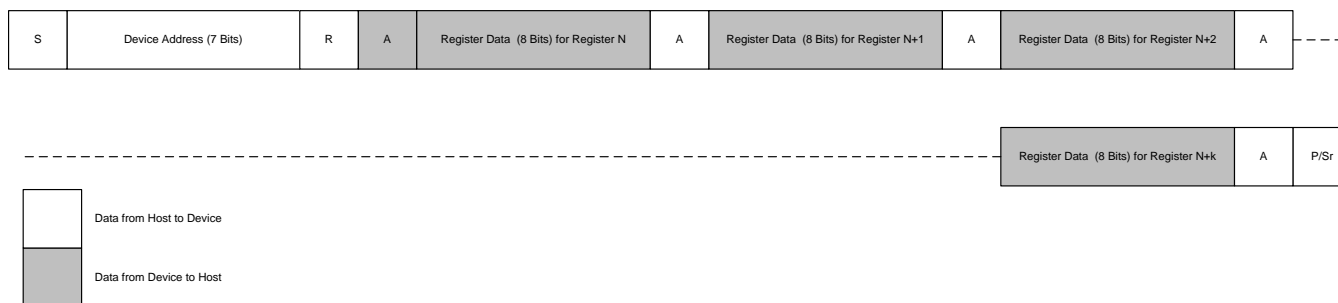 S Device Address (7 Bits) R A Register Data (8 Bits) for Register N A Register Data (8 Bits) for Register N+1 A Register Data (8 Bits) for Register N+2 A
Register Data (8 Bits) for Register N+k A P/Sr
Data from Host to Device
Data from Device to Host